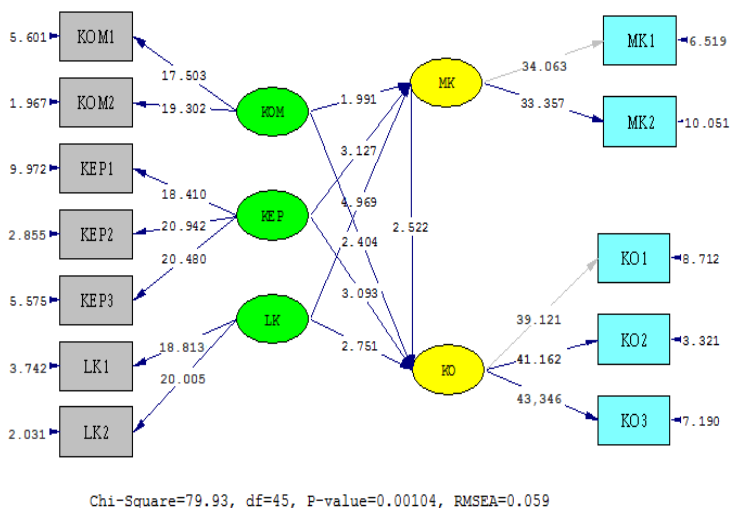 5.601
KOM1
17.503
1.967
KOM2
19.302
9.972
KEP1
18.410
2.855
KEP2
20.942
5.575
KEP3
20.480
3.742
LK1
18.813
2.031
LK2
20.005
KOM
KEP
LK
1.991
3.127
4.969
2.404
3.093
2.751
2.522
MK
KO
34.063
33.357
39.121
41.162
43,346
MK1
6.519
MK2
10.051
KO1
8.712
KO2
3.321
KO3
7.190
Chi-Square=79.93, df=45, P-value=0.00104, RMSEA=0.059